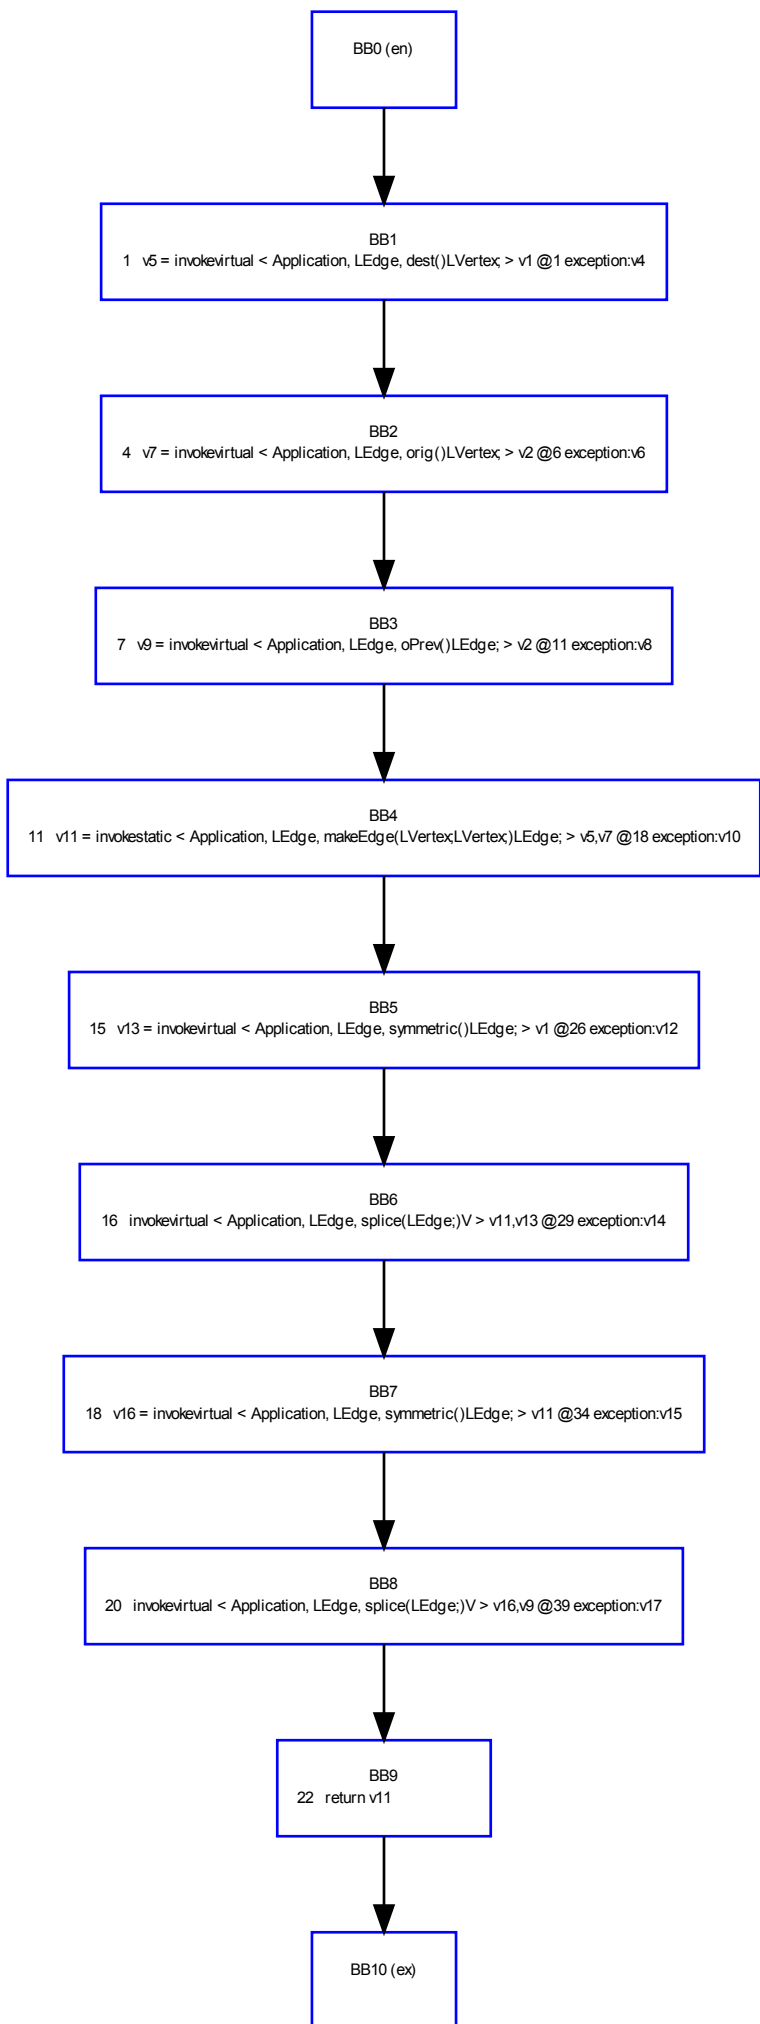 BB0 (en)
BB1
1 v5 = invokevirtual < Application, LEdge, dest()LVertex; > v1 @1 exception:v4
BB2
4 v7 = invokevirtual < Application, LEdge, orig()LVertex; > v2 @6 exception:v6
BB3
7 v9 = invokevirtual < Application, LEdge, oPrev()LEdge; > v2 @11 exception:v8
BB4
11 v11 = invokestatic < Application, LEdge, makeEdge(LVertex;LVertex;)LEdge; > v5,v7 @18 exception:v10
BB5
15 v13 = invokevirtual < Application, LEdge, symmetric()LEdge; > v1 @26 exception:v12
BB6
16 invokevirtual < Application, LEdge, splice(LEdge;)V > v11,v13 @29 exception:v14
BB7
18 v16 = invokevirtual < Application, LEdge, symmetric()LEdge; > v11 @34 exception:v15
BB8
20 invokevirtual < Application, LEdge, splice(LEdge;)V > v16,v9 @39 exception:v17
BB9
22 return v11
BB10 (ex)